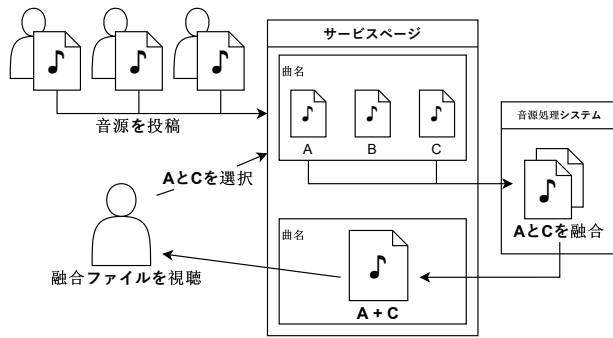 サービスページ
曲名
A
B
C
音源を投稿
音源処理システム
AとCを選択
AとCを融合
曲名
A + C
融合ファイルを視聴